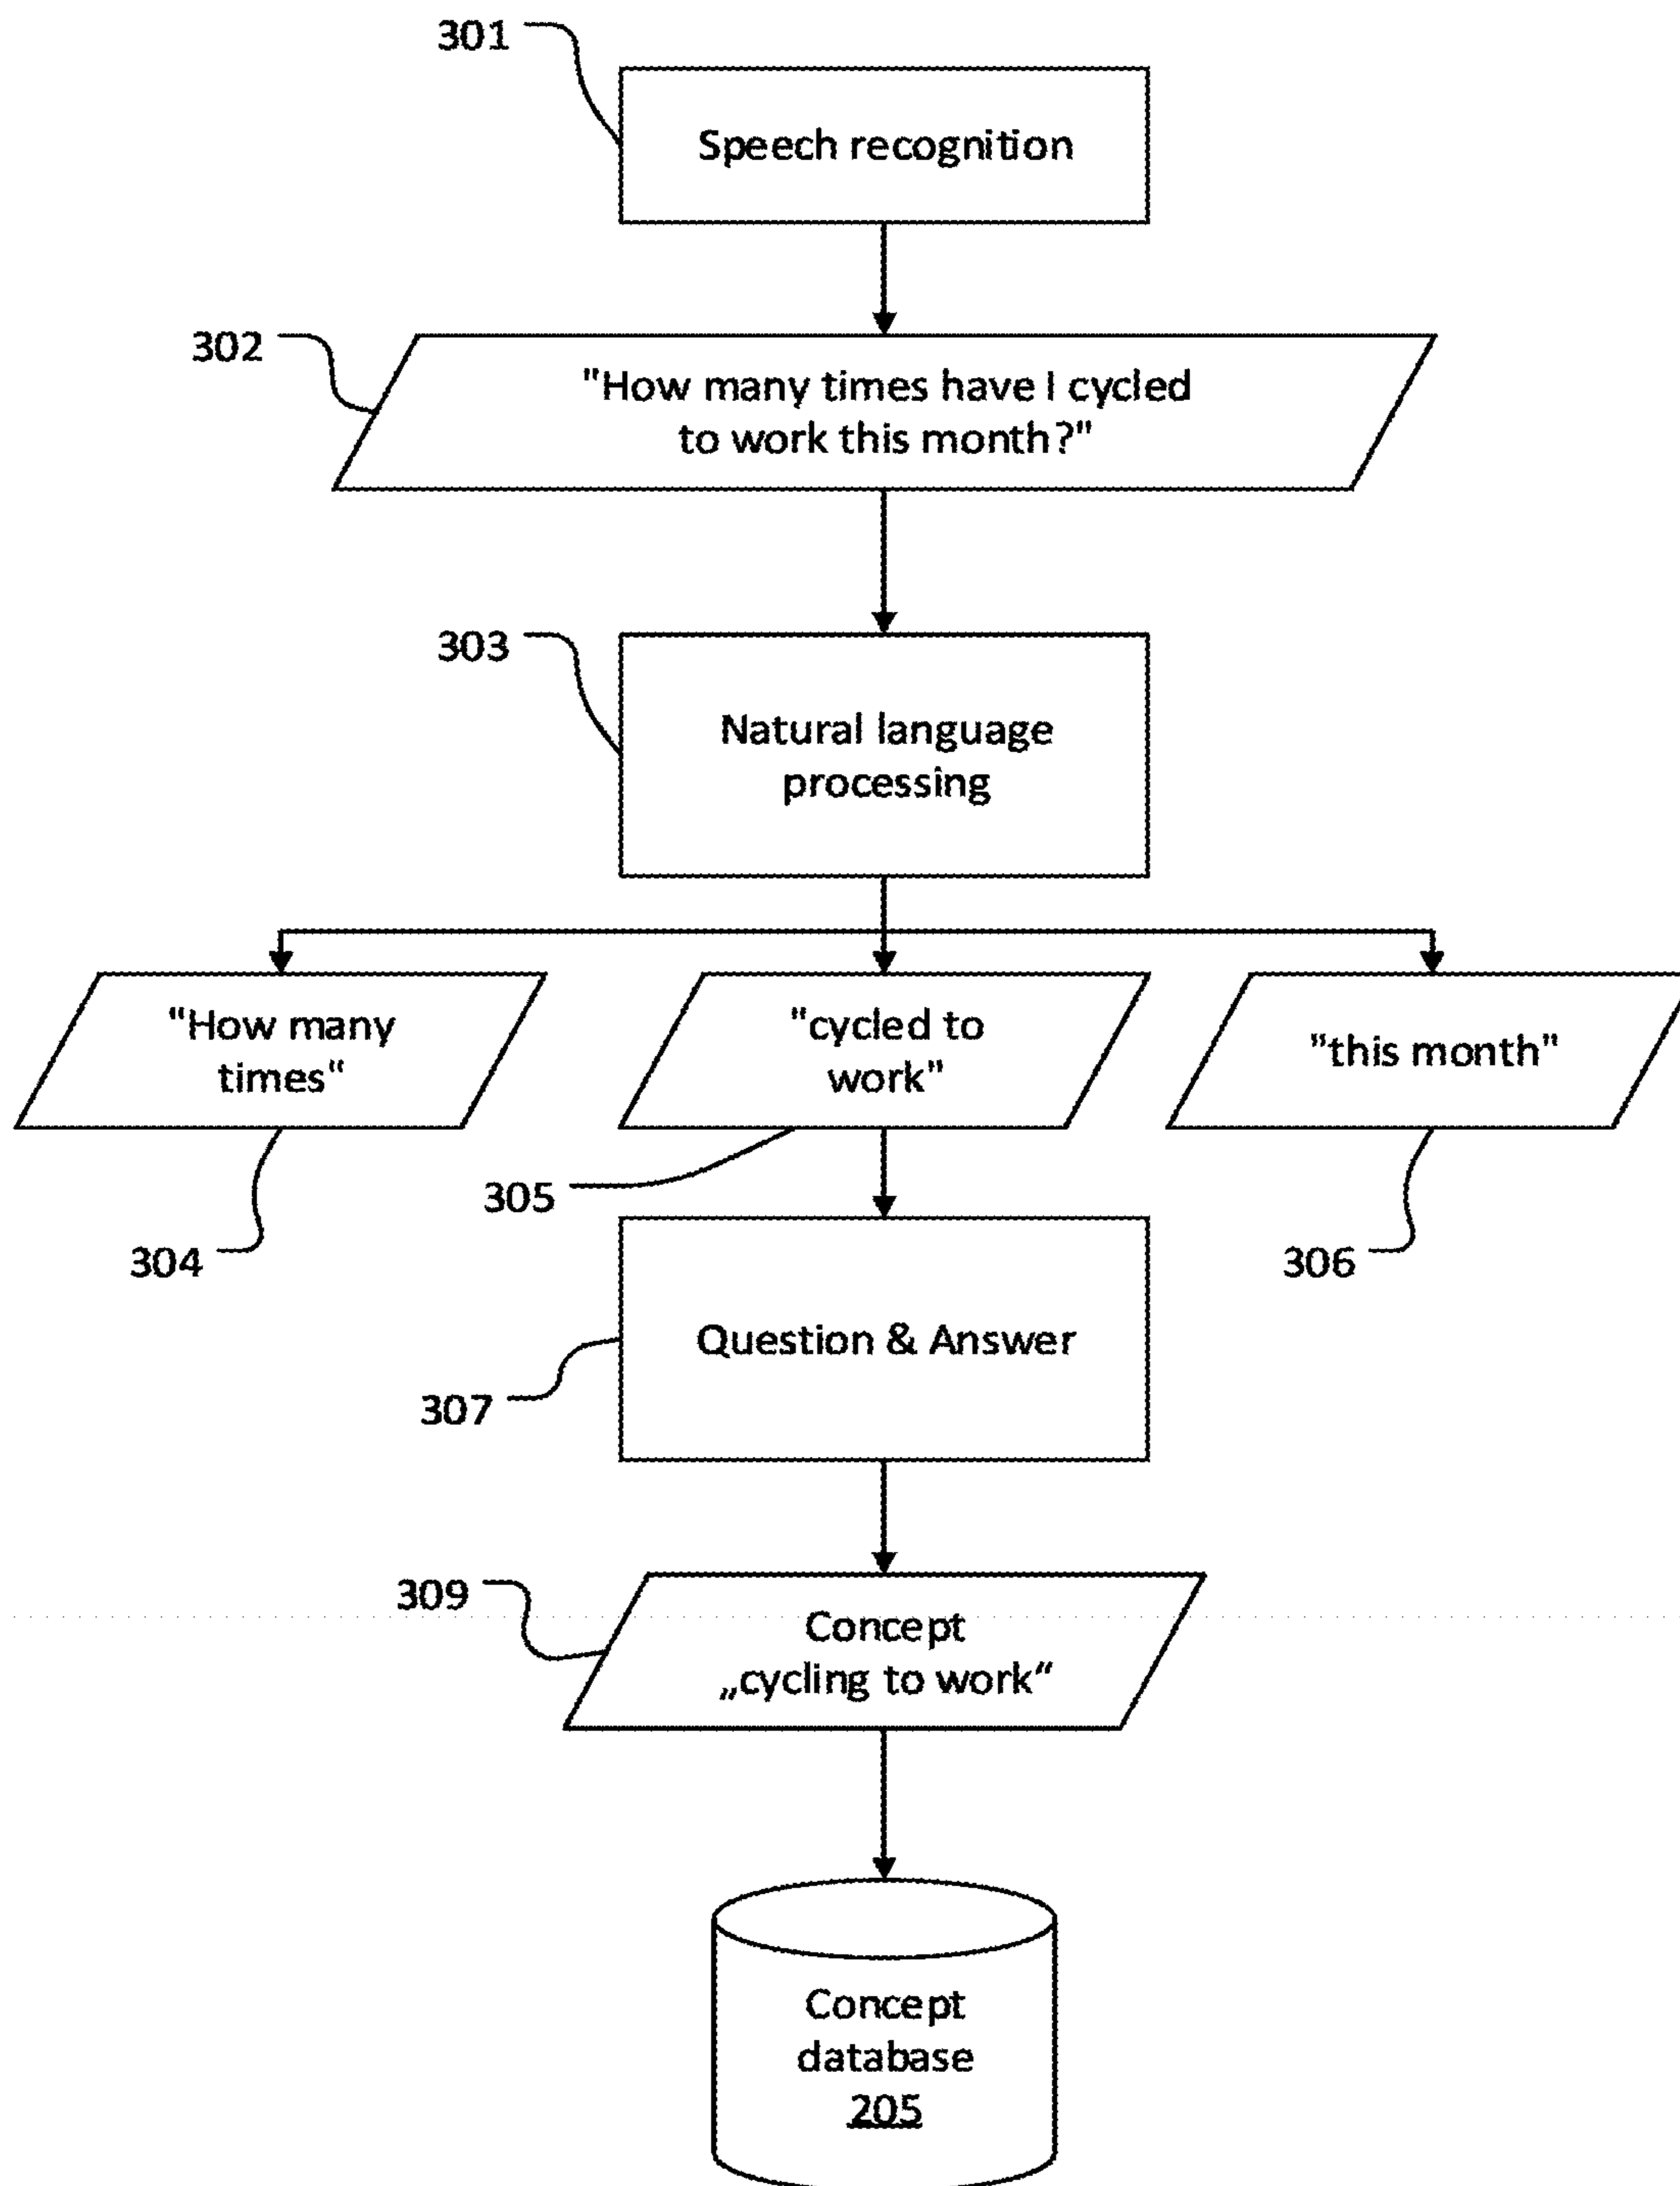 301
Speech recognition
302
"How many times have I cycled
to work this month?"
303
Natural language
processing
"How many
times“
"cycled to
work"
"this month"
304
305
306
Question & Answer
307
309
Concept
„cycling to work“
Concept
database
205